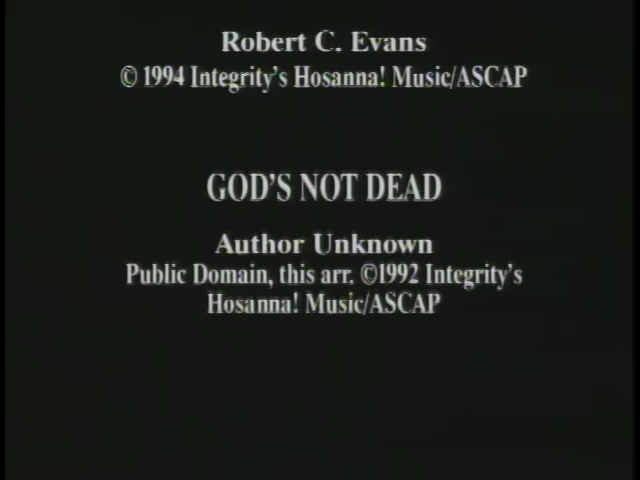 Robert C. Evans
© 1994 Integrity's Hosanna! Music/ASCAP
GOD'S NOT DEAD
Author Unknown
Public Domain, this arr. ©1992 Integrity's
Hosanna! Music/ASCAP